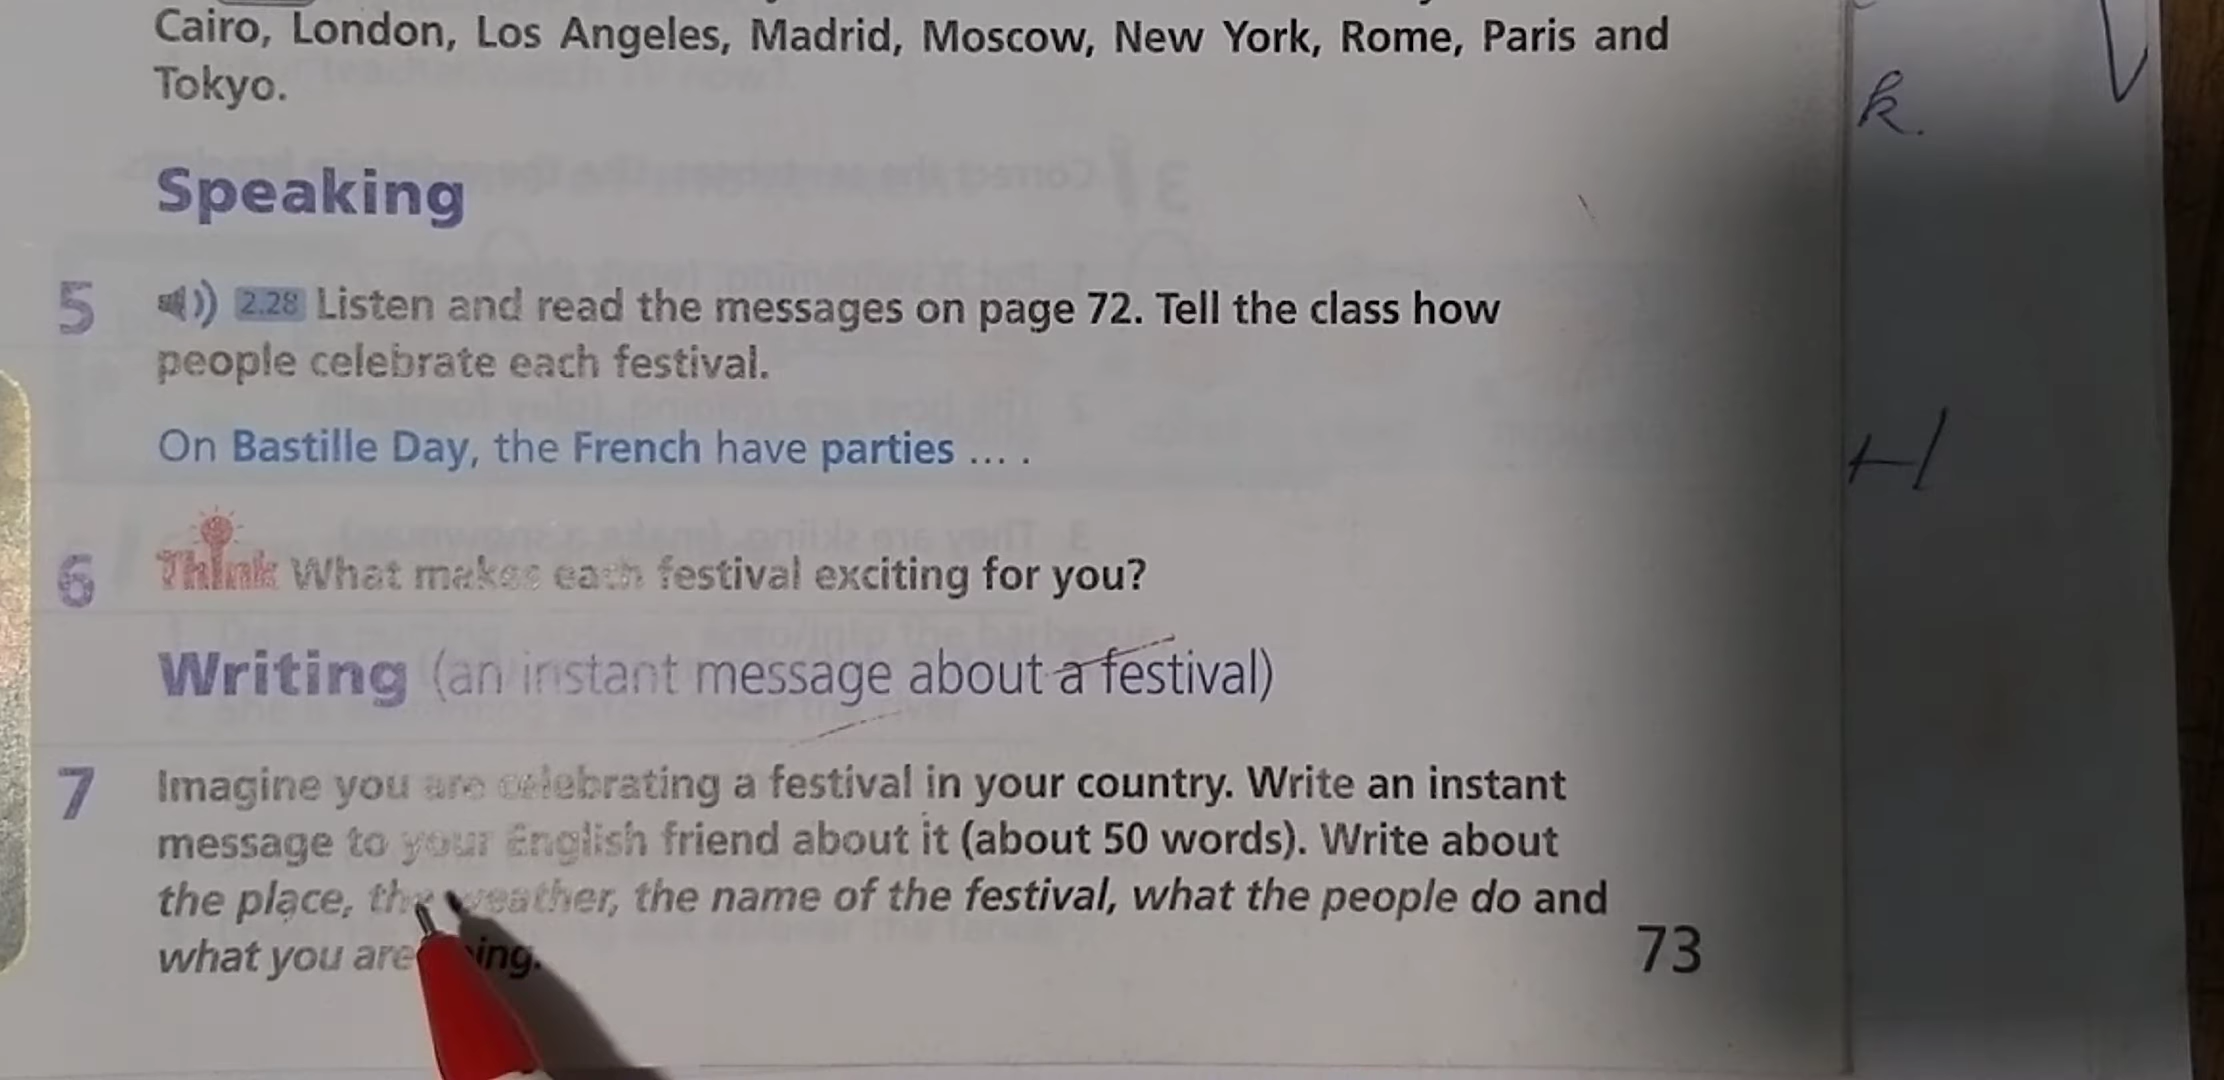 Cairo, London, Los Angeles, Madrid, Moscow, New York, Rome, Paris and
Tokyo.
Speaking
5 2.28 Listen and read the messages on page 72. Tell the class how
people celebrate each festival.
On Bastille Day, the French have parties ... .
6 Think What makes each festival exciting for you?
Writing (an instant message about a festival)
7 Imagine you are celebrating a festival in your country. Write an instant
message to your English friend about it (about 50 words). Write about
the place, the weather, the name of the festival, what the people do and
what you are
73
k.